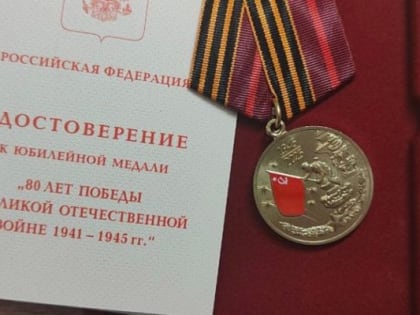 РОССИЙСКАЯ ФЕДЕРАЦИЯ
ДОСТОВЕРЕНИЕ
К ЮБИЛЕЙНОЙ МЕДАЛИ
„80 ЛЕТ ПОБЕДЫ
ЛИКОЙ ОТЕЧЕСТВЕННОЙ
ВОЙНЕ 1941 – 1945 гг.“